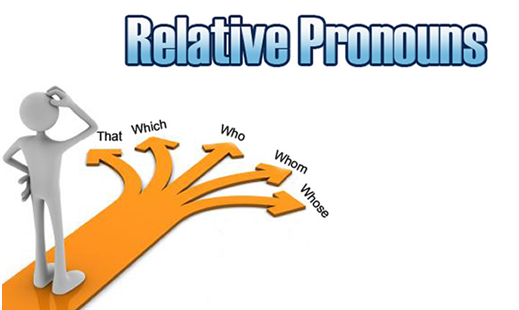 Relative Pronouns
That
Which
Who
Whom
Whose